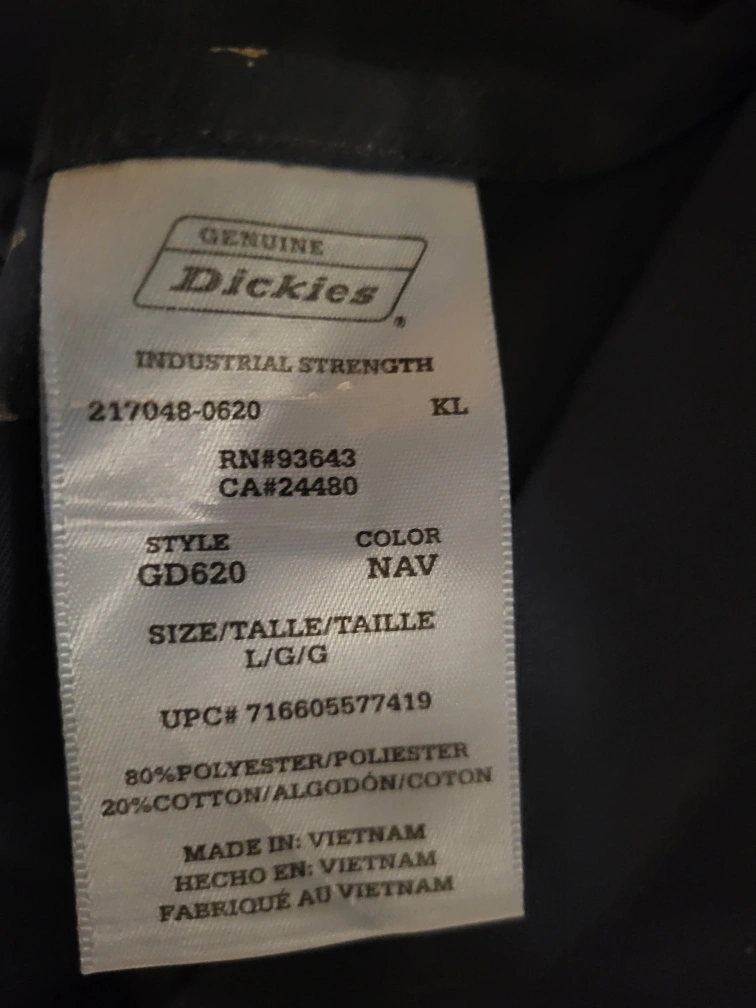 GENUINE
Dickies®
INDUSTRIAL STRENGTH
217048-0620 KL
RN#93643
CA#24480
STYLE COLOR
GD620 NAV
SIZE/TALLE/TAILLE
L/G/G
UPC# 716605577419
80%POLYESTER/POLIESTER
20%COTTON/ALGODÓN/COTON
MADE IN: VIETNAM
HECHO EN: VIETNAM
FABRIQUÉ AU VIETNAM